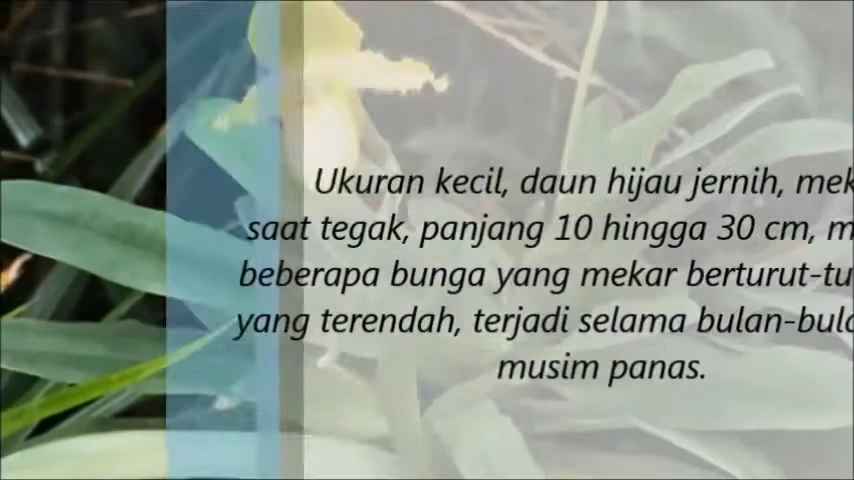 Ukuran kecil, daun hijau jernih,
saat tegak, panjang 10 hingga 30 cm,
beberapa bunga yang mekar
yang terendah, terjadi selama
musim panas.